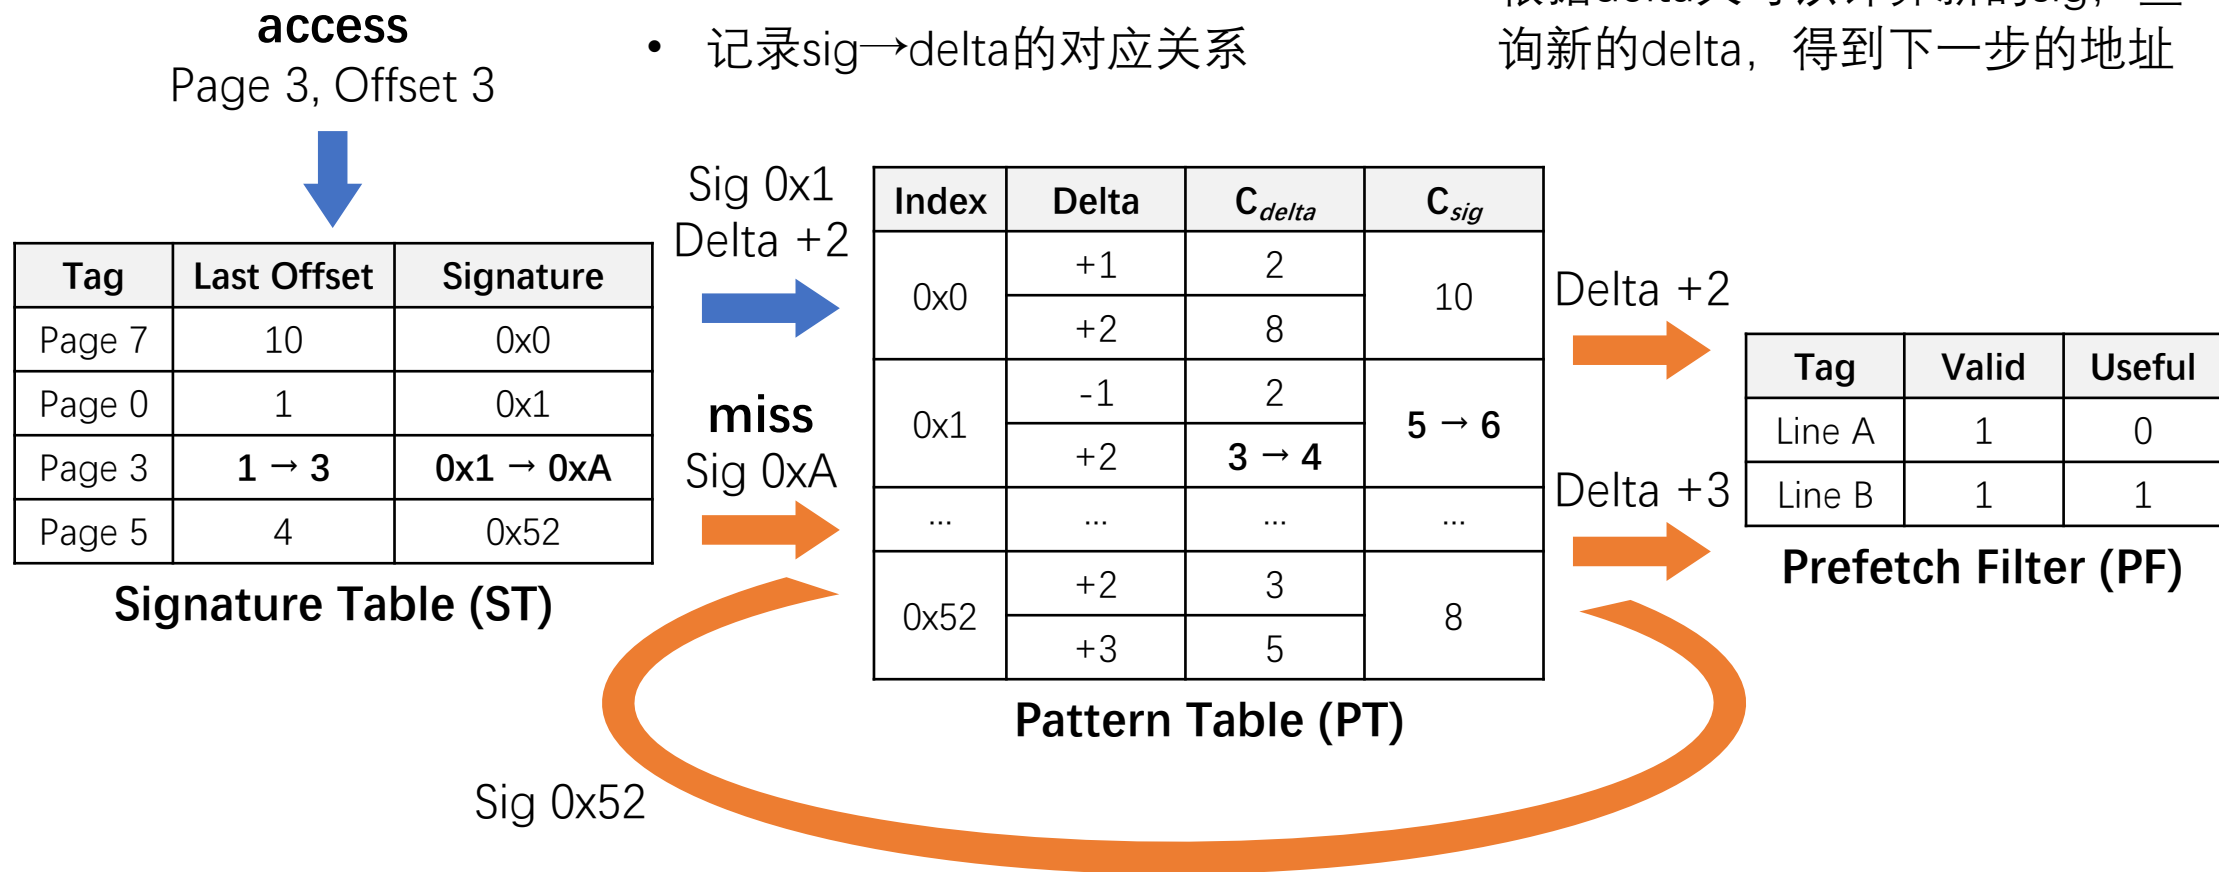 access
Page 3, Offset 3
• 记录sig→delta的对应关系
询新的delta，得到下一步的地址
Sig 0x1
Delta +2
miss
Sig 0xA
Sig 0x52
Tag Last Offset Signature
Page 7 10 0x0
Page 0 1 0x1
Page 3 1 → 3 0x1 → 0xA
Page 5 4 0x52
Signature Table (ST)
Index Delta C_delta C_sig
0x0 +1 2 10
+2 8
0x1 -1 2 5 → 6
+2 3 → 4
... ... ... ...
0x52 +2 3 8
+3 5
Pattern Table (PT)
Delta +2
Delta +3
Tag Valid Useful
Line A 1 0
Line B 1 1
Prefetch Filter (PF)